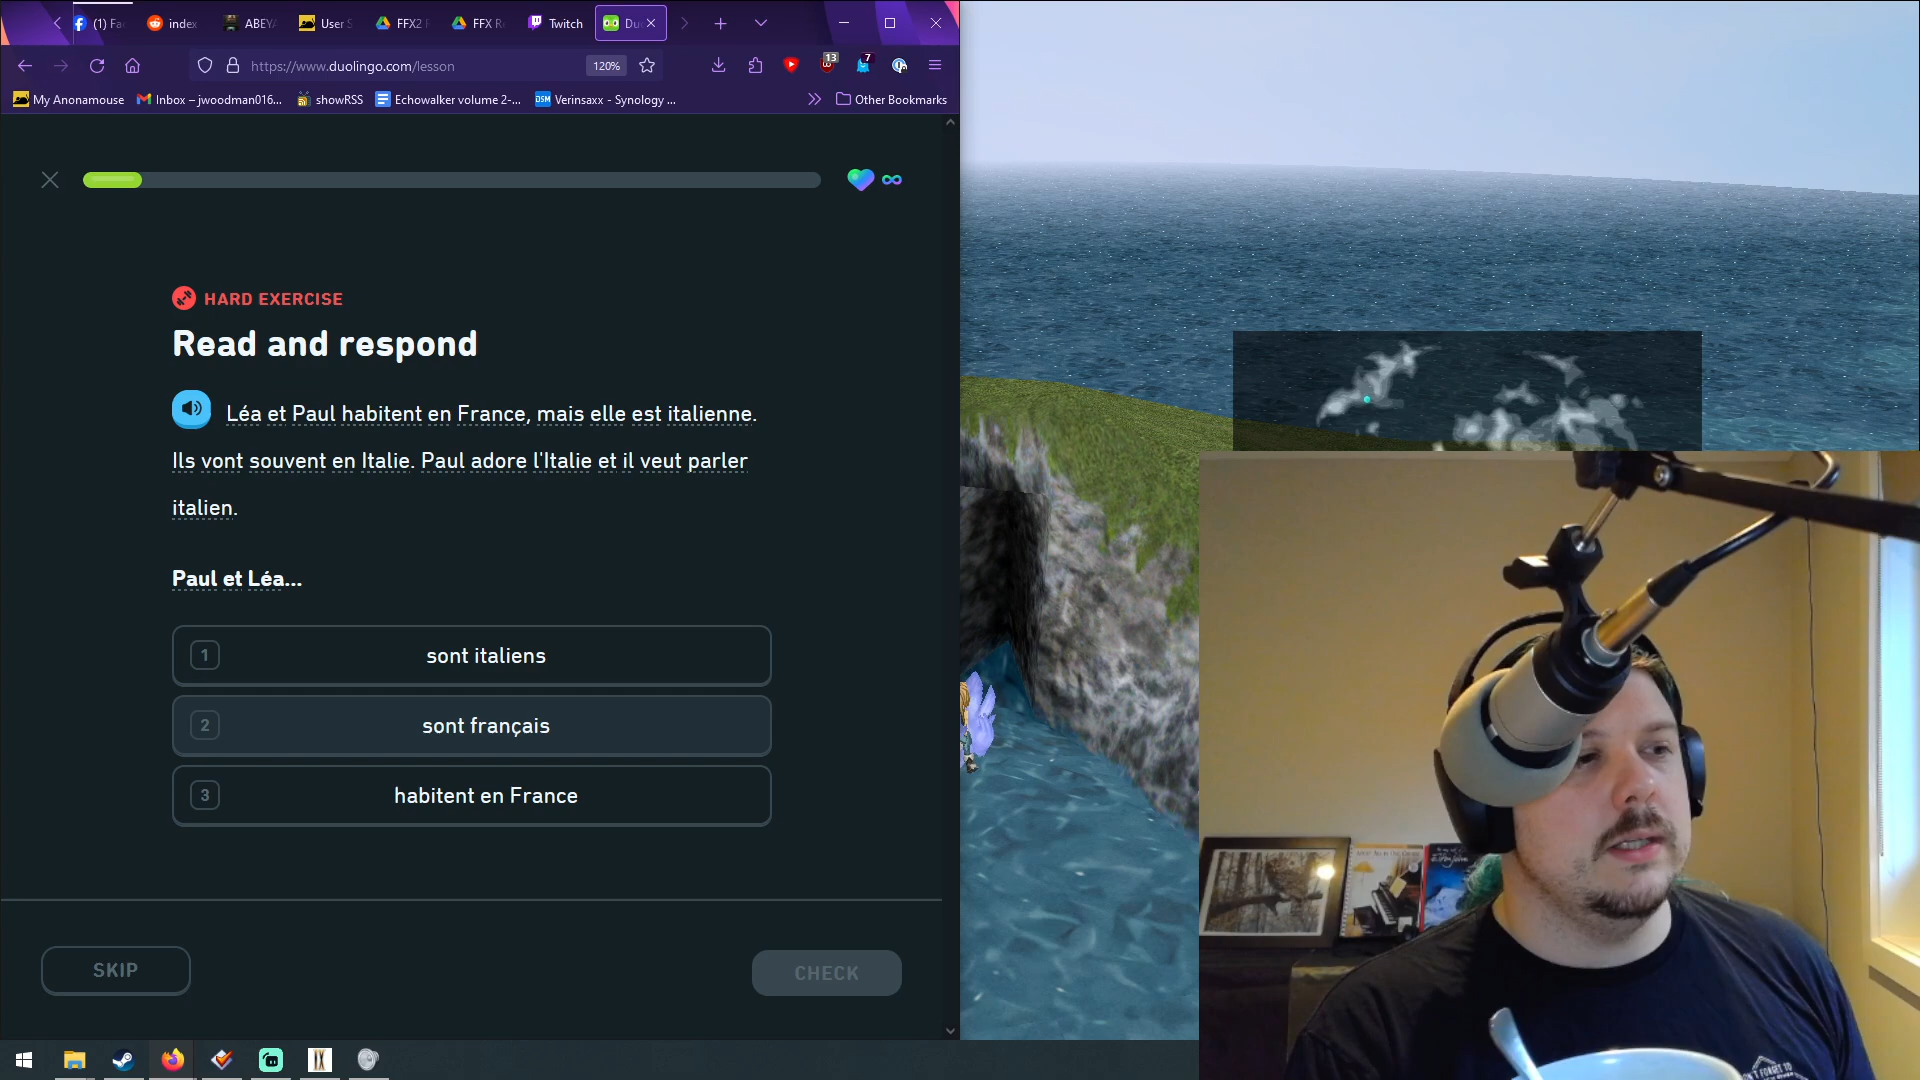 (1) Fa
index
ABEY
User S
FFX2
FFX R
Twitch
Du
https://www.duolingo.com/lesson
120%
13
7
My Anonamouse
Inbox – jwoodman016...
showRSS
DSM
Echowalker volume 2-...
Verinsaxx - Synology ...
Other Bookmarks
HARD EXERCISE
Read and respond
Léa et Paul habitent en France, mais elle est italienne.
Ils vont souvent en Italie. Paul adore l'Italie et il veut parler
italien.
Paul et Léa...
1
sont italiens
2
sont français
3
habitent en France
SKIP
CHECK